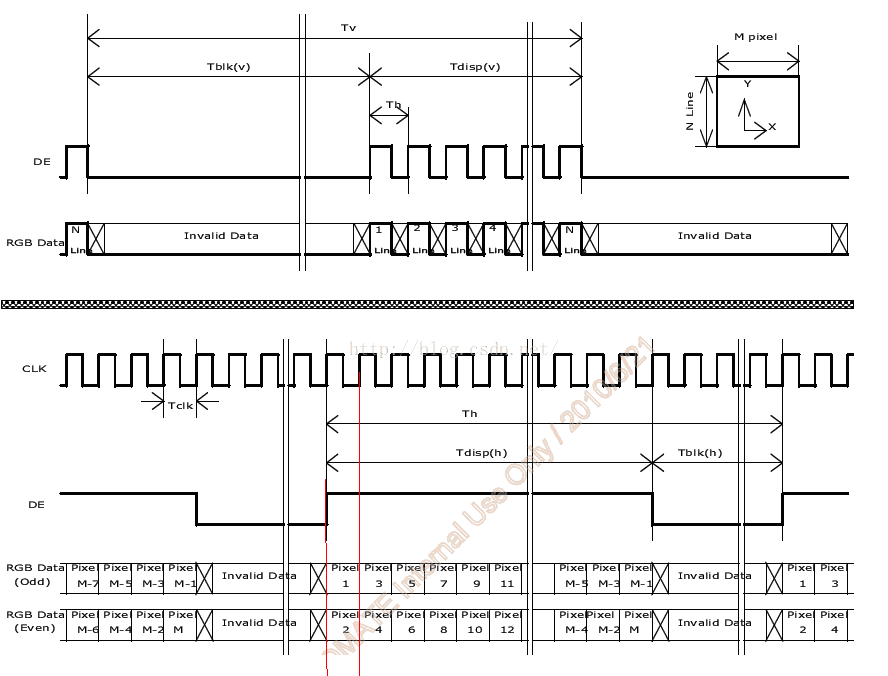 Tv
M pixel
Tblk(v)
Tdisp(v)
Y
Th
N Line
X
DE
N
Invalid Data
1
2
3
4
N
Invalid Data
RGB Data
Line
Line
Line
Line
Line
Line
http://blog.csdn.net/
CLK
Tclk
Th
Tdisp(h)
Tblk(h)
DE
RGB Data
(Odd)
Pixel Pixel Pixel Pixel
M-7 M-5 M-3 M-1
Invalid Data
Pixel Pixel Pixel Pixel Pixel Pixel
1 3 5 7 9 11
Pixel Pixel Pixel
M-5 M-3 M-1
Invalid Data
Pixel Pixel
1 3
RGB Data
(Even)
Pixel Pixel Pixel Pixel
M-6 M-4 M-2 M
Invalid Data
Pixel Pixel Pixel Pixel Pixel Pixel
2 4 6 8 10 12
Pixel Pixel Pixel
M-4 M-2 M
Invalid Data
Pixel Pixel
2 4
OMATE Internal Use Only / 2010/6/21